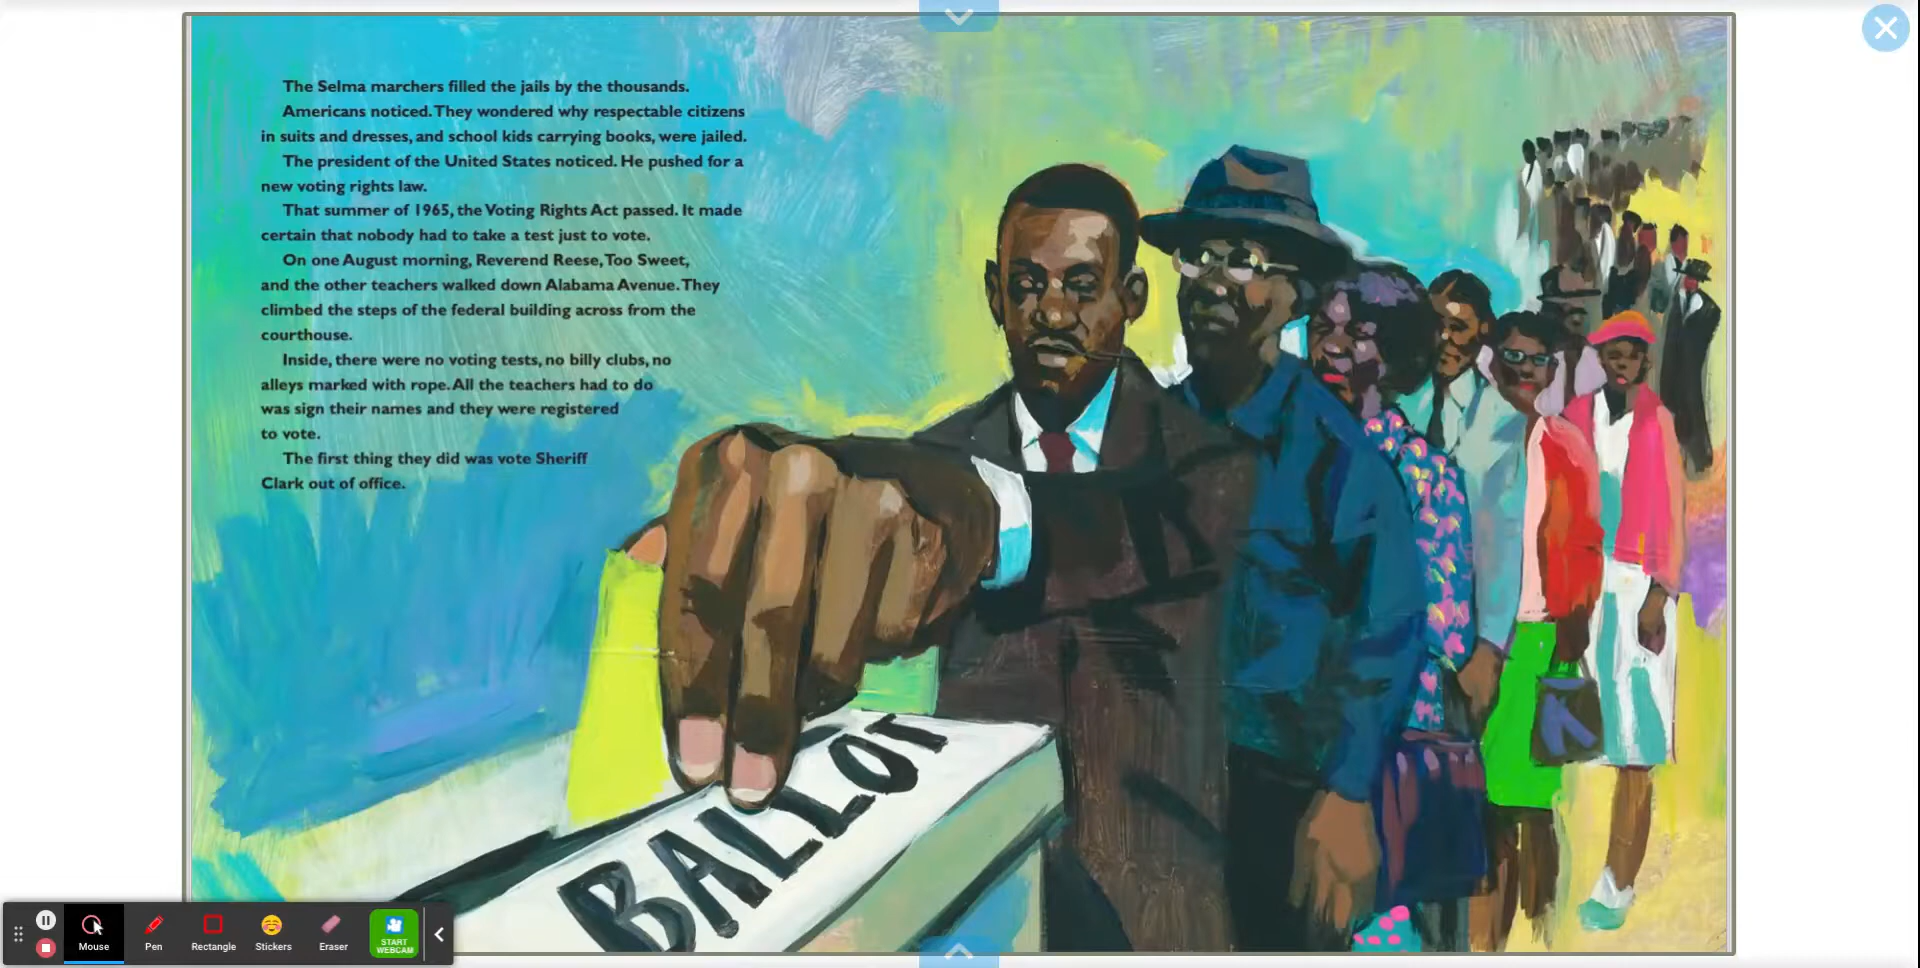 The Selma marchers filled the jails by the thousands.
Americans noticed. They wondered why respectable citizens
in suits and dresses, and school kids carrying books, were jailed.
The president of the United States noticed. He pushed for a
new voting rights law.
That summer of 1965, the Voting Rights Act passed. It made
certain that nobody had to take a test just to vote.
On one August morning, Reverend Reese, Too Sweet,
and the other teachers walked down Alabama Avenue. They
climbed the steps of the federal building across from the
courthouse.
Inside, there were no voting tests, no billy clubs, no
alleys marked with rope. All the teachers had to do
was sign their names and they were registered
to vote.
The first thing they did was vote Sheriff
Clark out of office.
BALLOT
Mouse
Pen
Rectangle
Stickers
Eraser
START
WEBCAM